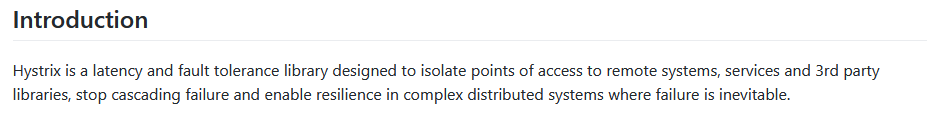 Introduction
Hystrix is a latency and fault tolerance library designed to isolate points of access to remote systems, services and 3rd party
libraries, stop cascading failure and enable resilience in complex distributed systems where failure is inevitable.